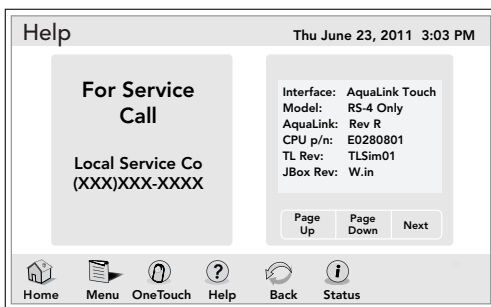 Help
Thu June 23, 2011 3:03 PM
For Service
Call
Local Service Co
(XXX)XXX-XXXX
Interface: AquaLink Touch
Model: RS-4 Only
AquaLink: Rev R
CPU p/n: E0280801
TL Rev: TLSim01
JBox Rev: W.in
Page Up
Page Down
Next
Home
Menu
OneTouch
Help
Back
Status